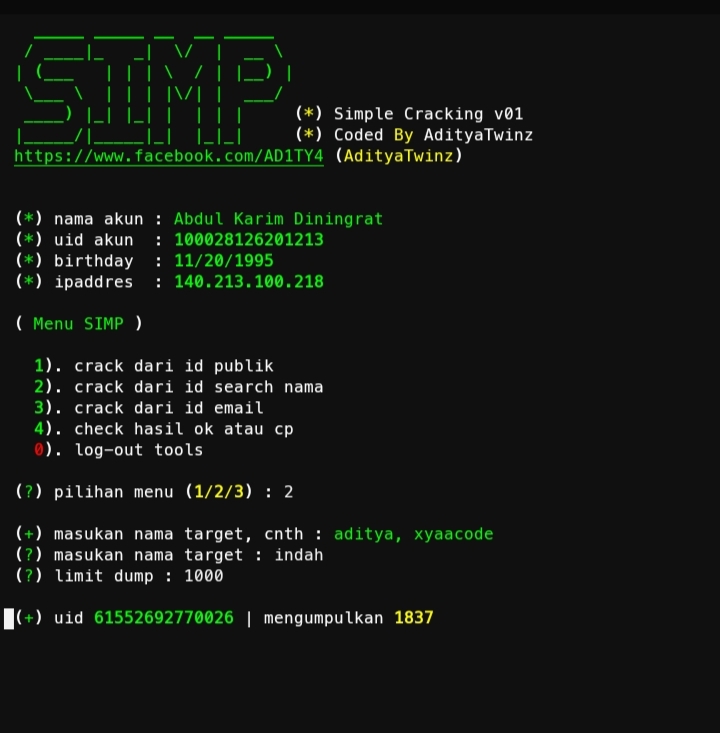 SIMP
(*) Simple Cracking v01
(*) Coded By AdityaTwinz
https://www.facebook.com/AD1TY4 (AdityaTwinz)
(*) nama akun : Abdul Karim Diningrat
(*) uid akun : 100028126201213
(*) birthday : 11/20/1995
(*) ipaddres : 140.213.100.218
( Menu SIMP )
1). crack dari id publik
2). crack dari id search nama
3). crack dari id email
4). check hasil ok atau cp
0). log-out tools
(?) pilihan menu (1/2/3) : 2
(+) masukan nama target, cnth : aditya, xyaacode
(?) masukan nama target : indah
(?) limit dump : 1000
(+) uid 61552692770026 | mengumpulkan 1837